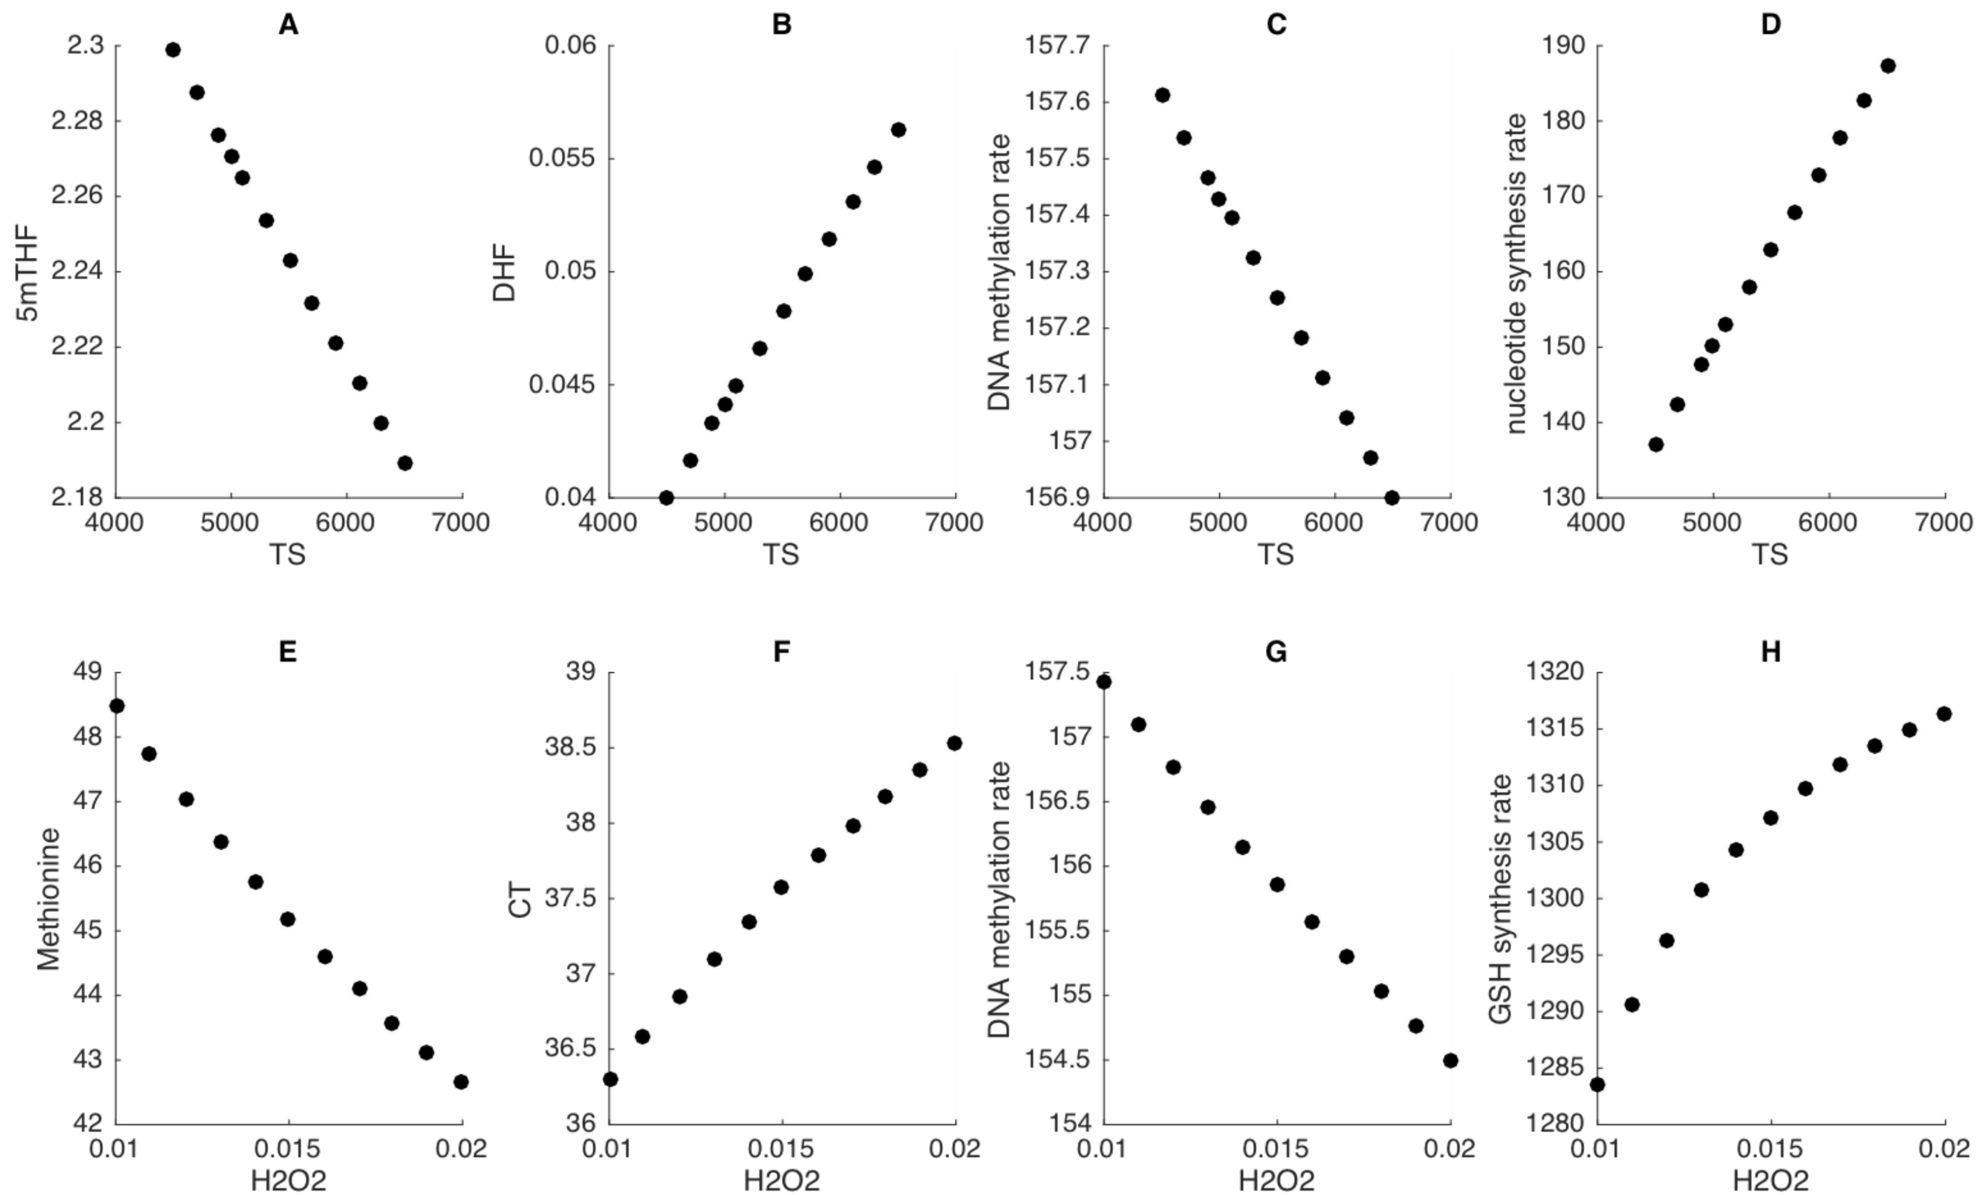 A
2.3
2.28
2.26
2.24
2.22
2.2
2.18
5mTHF
4000 5000 6000 7000
TS
B
0.06
0.055
0.05
0.045
0.04
DHF
4000 5000 6000 7000
TS
C
157.7
157.6
157.5
157.4
157.3
157.2
157.1
157
156.9
DNA methylation rate
4000 5000 6000 7000
TS
D
190
180
170
160
150
140
130
nucleotide synthesis rate
4000 5000 6000 7000
TS
E
49
48
47
46
45
44
43
42
Methionine
0.01 0.015 0.02
H2O2
F
39
38.5
38
37.5
37
36.5
36
CT
0.01 0.015 0.02
H2O2
G
157.5
157
156.5
156
155.5
155
154.5
154
DNA methylation rate
0.01 0.015 0.02
H2O2
H
1320
1315
1310
1305
1300
1295
1290
1285
1280
GSH synthesis rate
0.01 0.015 0.02
H2O2